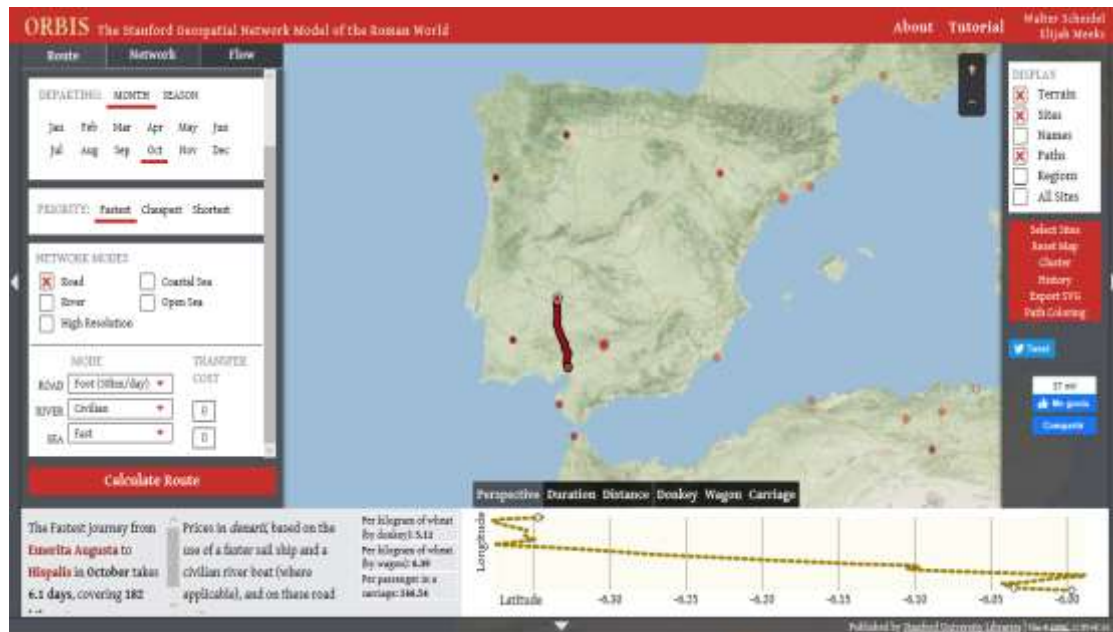 ORBIS The Stanford Geospatial Network Model of the Roman World
About Tutorial
Walter Scheidel
Elijah Meeks
Route Network Flow
DEPARTING: MONTH SEASON
Jan Feb Mar Apr May Jun
Jul Aug Sep Oct Nov Dec
PRIORITY: Fastest Cheapest Shortest
NETWORK MODES
Road Coastal Sea
River Open Sea
High Resolution
MODE TRANSFER COST
ROAD Foot (30km/day)
RIVER Civilian 0
SEA Fast 0
Calculate Route
+
-
DISPLAY
Terrain
Sites
Names
Paths
Regions
All Sites
Select Sites
Reset Map
Cluster
History
Export SVG
Path Coloring
Tweet
Me gusta
Compartir
Perspective Duration Distance Donkey Wagon Carriage
The Fastest journey from
Emerita Augusta to
Hispalis in October takes
6.1 days, covering 182
Prices in denarii, based on the
use of a faster sail ship and a
civilian river boat (where
applicable), and on these road
Per kilogram of wheat
(by donkey): 5.12
Per kilogram of wheat
(by wagon): 6.39
Per passenger in a
carriage:
Longitude
Latitude -6.30 -6.25 -6.20 -6.15 -6.10 -6.05 -6.00
Published by Stanford University Libraries